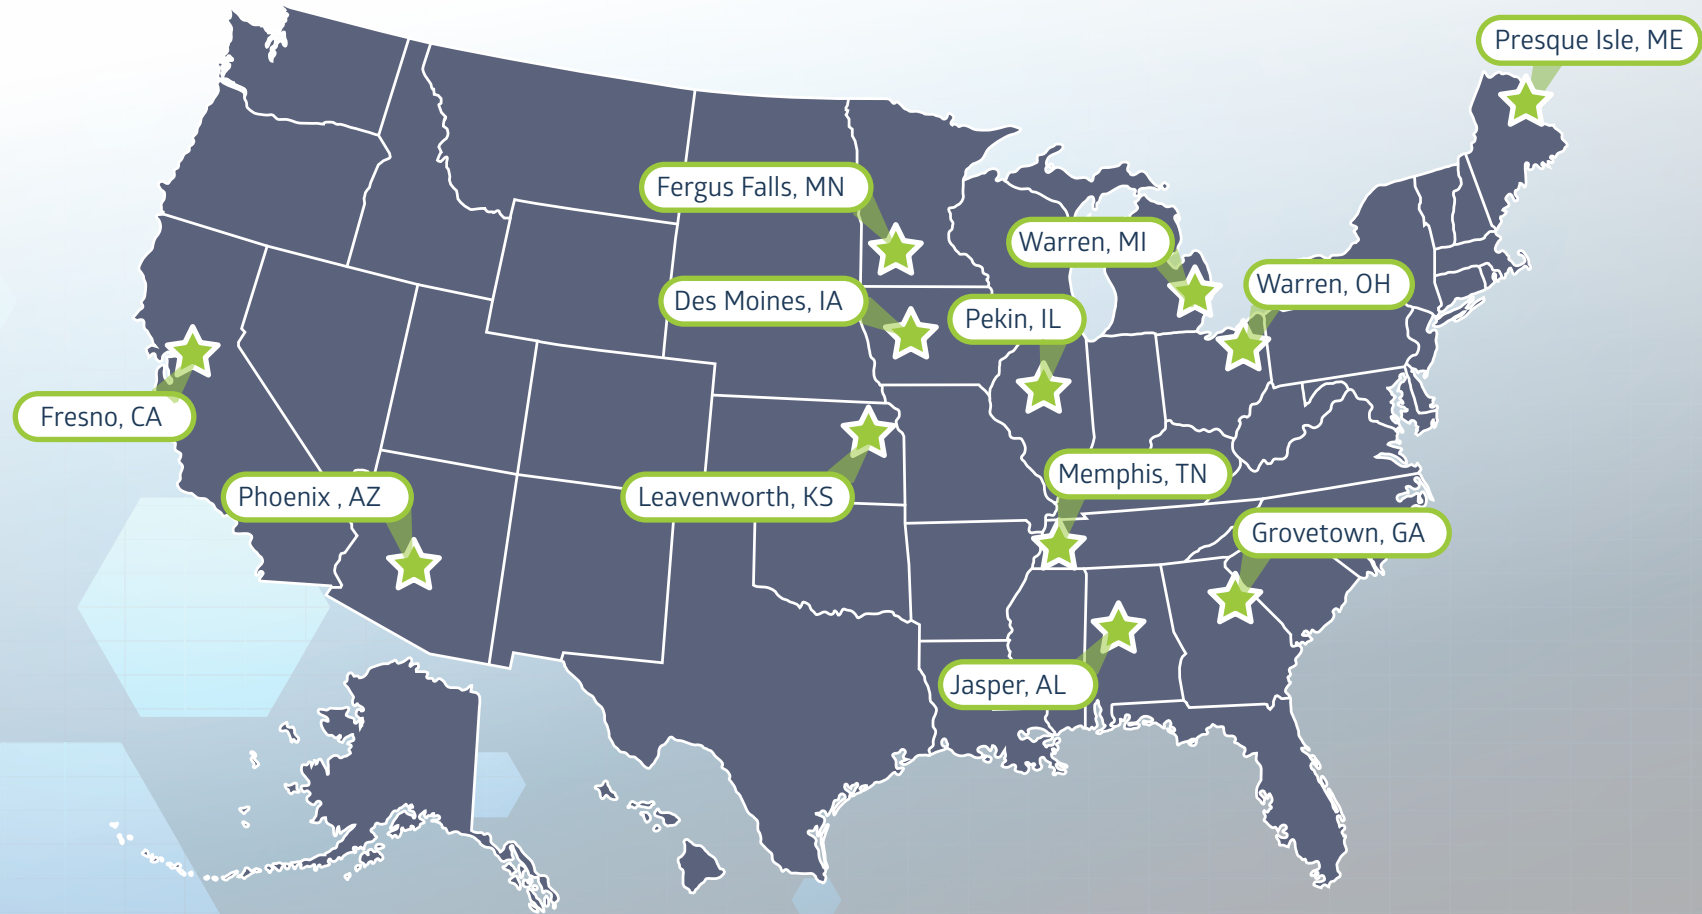 Presque Isle, ME
Fergus Falls, MN
Warren, MI
Warren, OH
Des Moines, IA
Pekin, IL
Fresno, CA
Memphis, TN
Phoenix , AZ
Leavenworth, KS
Grovetown, GA
Jasper, AL